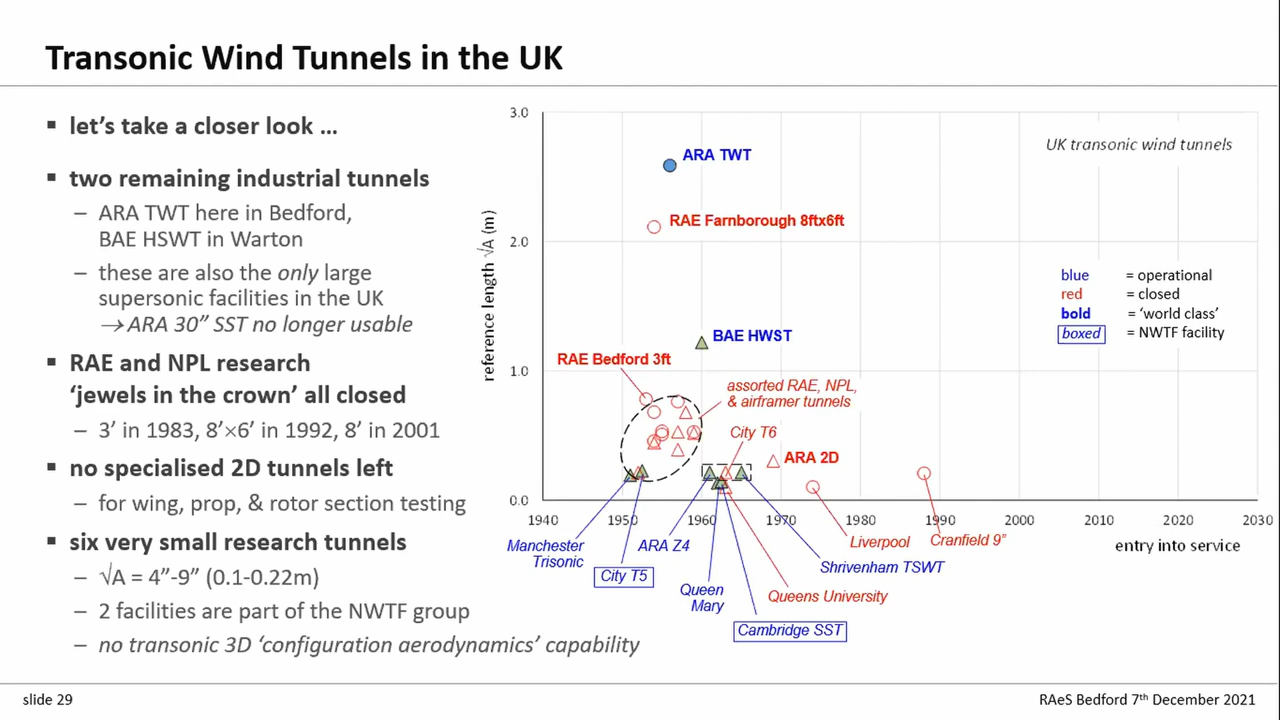 Transonic Wind Tunnels in the UK
▪ let's take a closer look …
▪ two remaining industrial tunnels
– ARA TWT here in Bedford,
BAE HSWT in Warton
– these are also the only large
supersonic facilities in the UK
→ ARA 30” SST no longer usable
▪ RAE and NPL research
‘jewels in the crown’ all closed
– 3’ in 1983, 8’×6’ in 1992, 8’ in 2001
▪ no specialised 2D tunnels left
– for wing, prop, & rotor section testing
▪ six very small research tunnels
– √A = 4”-9” (0.1-0.22m)
– 2 facilities are part of the NWTF group
– no transonic 3D ‘configuration aerodynamics’ capability
reference length √A (m)
3.0
2.0
1.0
0.0
UK transonic wind tunnels
ARA TWT
RAE Farnborough 8ftx6ft
blue = operational
red = closed
bold = ‘world class’
boxed = NWTF facility
BAE HWST
RAE Bedford 3ft
assorted RAE, NPL,
& airframer tunnels
City T6
ARA 2D
1940 1950 1960 1970 1980 1990 2000 2010 2020 2030
entry into service
Manchester
Trisonic
City T5
ARA Z4
Queen
Mary
Cambridge SST
Queens University
Shrivenham TSWT
Liverpool
Cranfield 9”
slide 29
RAeS Bedford 7th December 2021